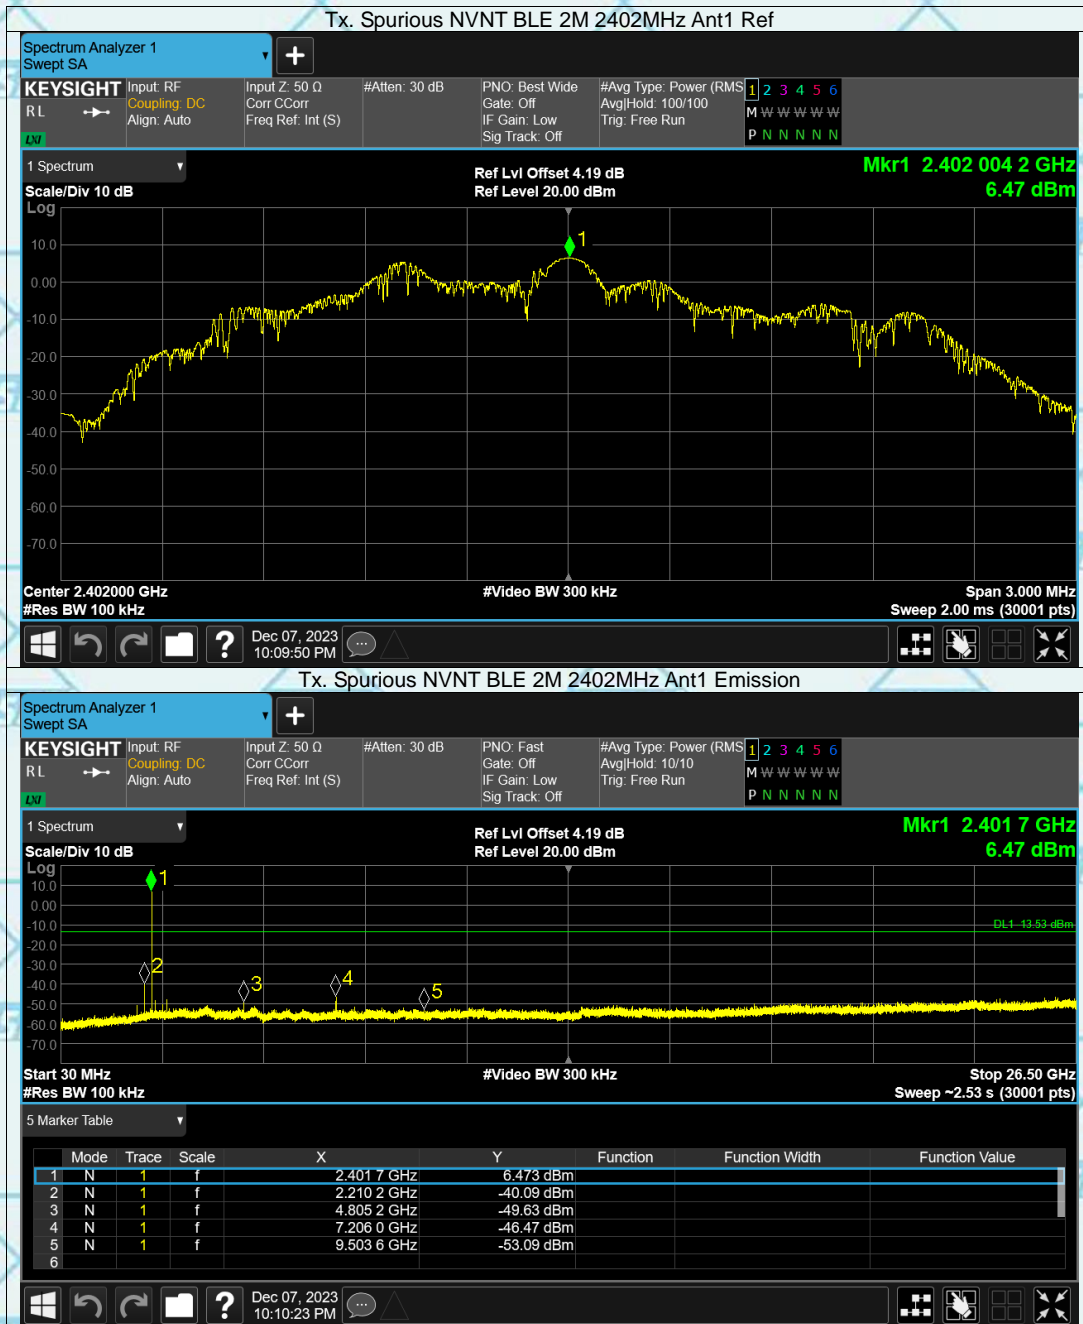 Tx. Spurious NVNT BLE 2M 2402MHz Ant1 Ref
Spectrum Analyzer 1
Swept SA
KEYSIGHT Input: RF Input Z: 50 Ω #Atten: 30 dB PNO: Best Wide #Avg Type: Power (RMS 1 2 3 4 5 6
R L Coupling: DC Corr CCorr Gate: Off Avg|Hold: 100/100 M W W W W W
Align: Auto Freq Ref: Int (S) IF Gain: Low Trig: Free Run
LXI Sig Track: Off P N N N N N
1 Spectrum Ref Lvl Offset 4.19 dB Mkr1 2.402 004 2 GHz
Scale/Div 10 dB Ref Level 20.00 dBm 6.47 dBm
Log
1
10.0
0.00
-10.0
-20.0
-30.0
-40.0
-50.0
-60.0
-70.0
Center 2.402000 GHz #Video BW 300 kHz Span 3.000 MHz
#Res BW 100 kHz Sweep 2.00 ms (30001 pts)
Dec 07, 2023
10:09:50 PM
Tx. Spurious NVNT BLE 2M 2402MHz Ant1 Emission
Spectrum Analyzer 1
Swept SA
KEYSIGHT Input: RF Input Z: 50 Ω #Atten: 30 dB PNO: Fast #Avg Type: Power (RMS 1 2 3 4 5 6
R L Coupling: DC Corr CCorr Gate: Off Avg|Hold: 10/10 M W W W W W
Align: Auto Freq Ref: Int (S) IF Gain: Low Trig: Free Run
LXI Sig Track: Off P N N N N N
1 Spectrum Ref Lvl Offset 4.19 dB Mkr1 2.401 7 GHz
Scale/Div 10 dB Ref Level 20.00 dBm 6.47 dBm
Log
1
10.0
0.00
-10.0 DL1 -13.53 dBm
-20.0
-30.0 2
-40.0 3 4 5
-50.0
-60.0
-70.0
Start 30 MHz #Video BW 300 kHz Stop 26.50 GHz
#Res BW 100 kHz Sweep ~2.53 s (30001 pts)
5 Marker Table
Mode Trace Scale X Y Function Function Width Function Value
1 N 1 f 2.401 7 GHz 6.473 dBm
2 N 1 f 2.210 2 GHz -40.09 dBm
3 N 1 f 4.805 2 GHz -49.63 dBm
4 N 1 f 7.206 0 GHz -46.47 dBm
5 N 1 f 9.503 6 GHz -53.09 dBm
6
Dec 07, 2023
10:10:23 PM